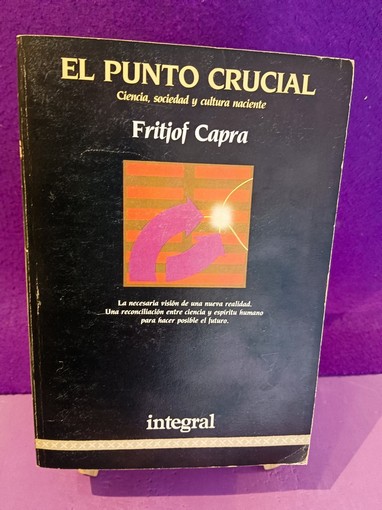 EL PUNTO CRUCIAL
Ciencia, sociedad y cultura naciente
Fritjof Capra
La necesaria visión de una nueva realidad.
Una reconciliación entre ciencia y espíritu humano
para hacer posible el futuro.
integral